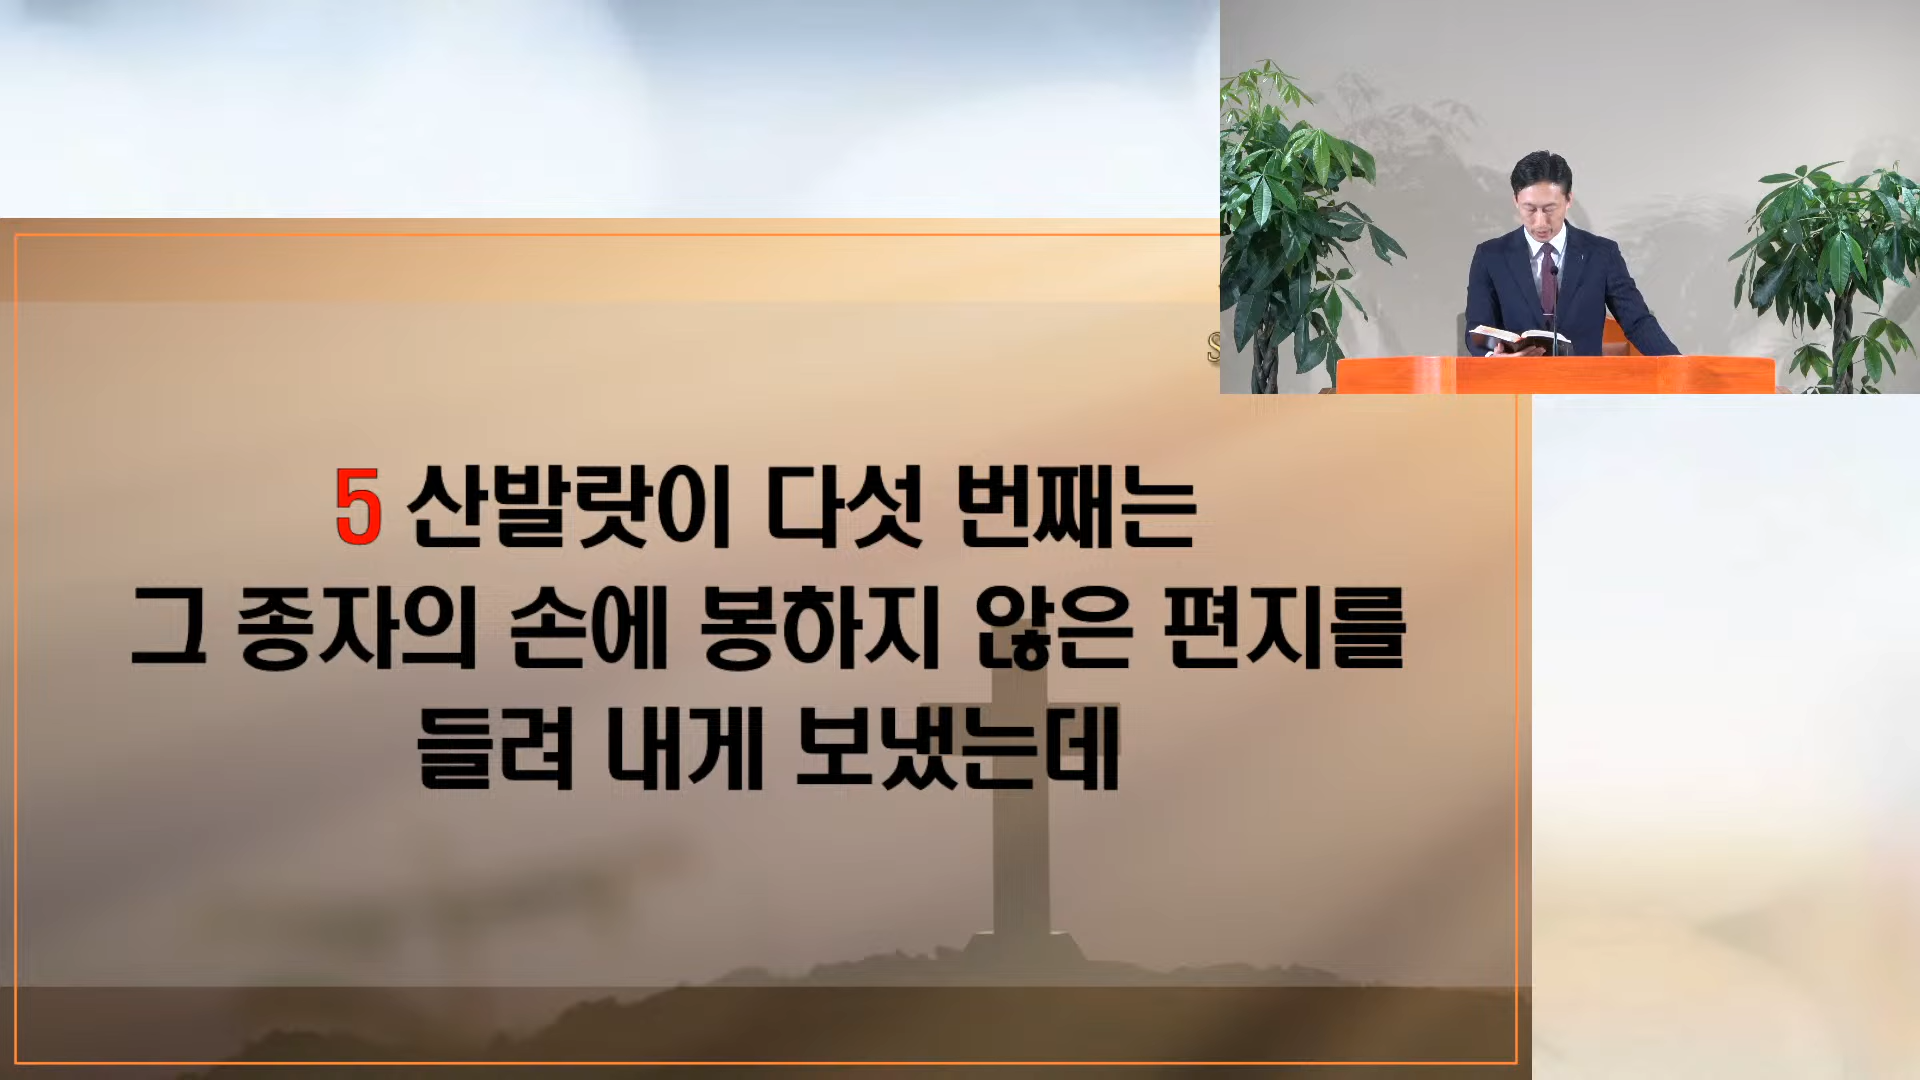 5 산발랏이 다섯 번째는
그 종자의 손에 봉하지 않은 편지를
들려 내게 보냈는데